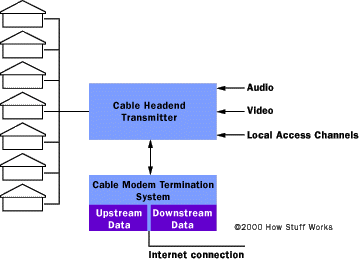 Audio
Cable Headend
Transmitter
Video
Local Access Channels
Cable Modem Termination
System
Upstream
Data
Downstream
Data
©2000 How Stuff Works
Internet connection